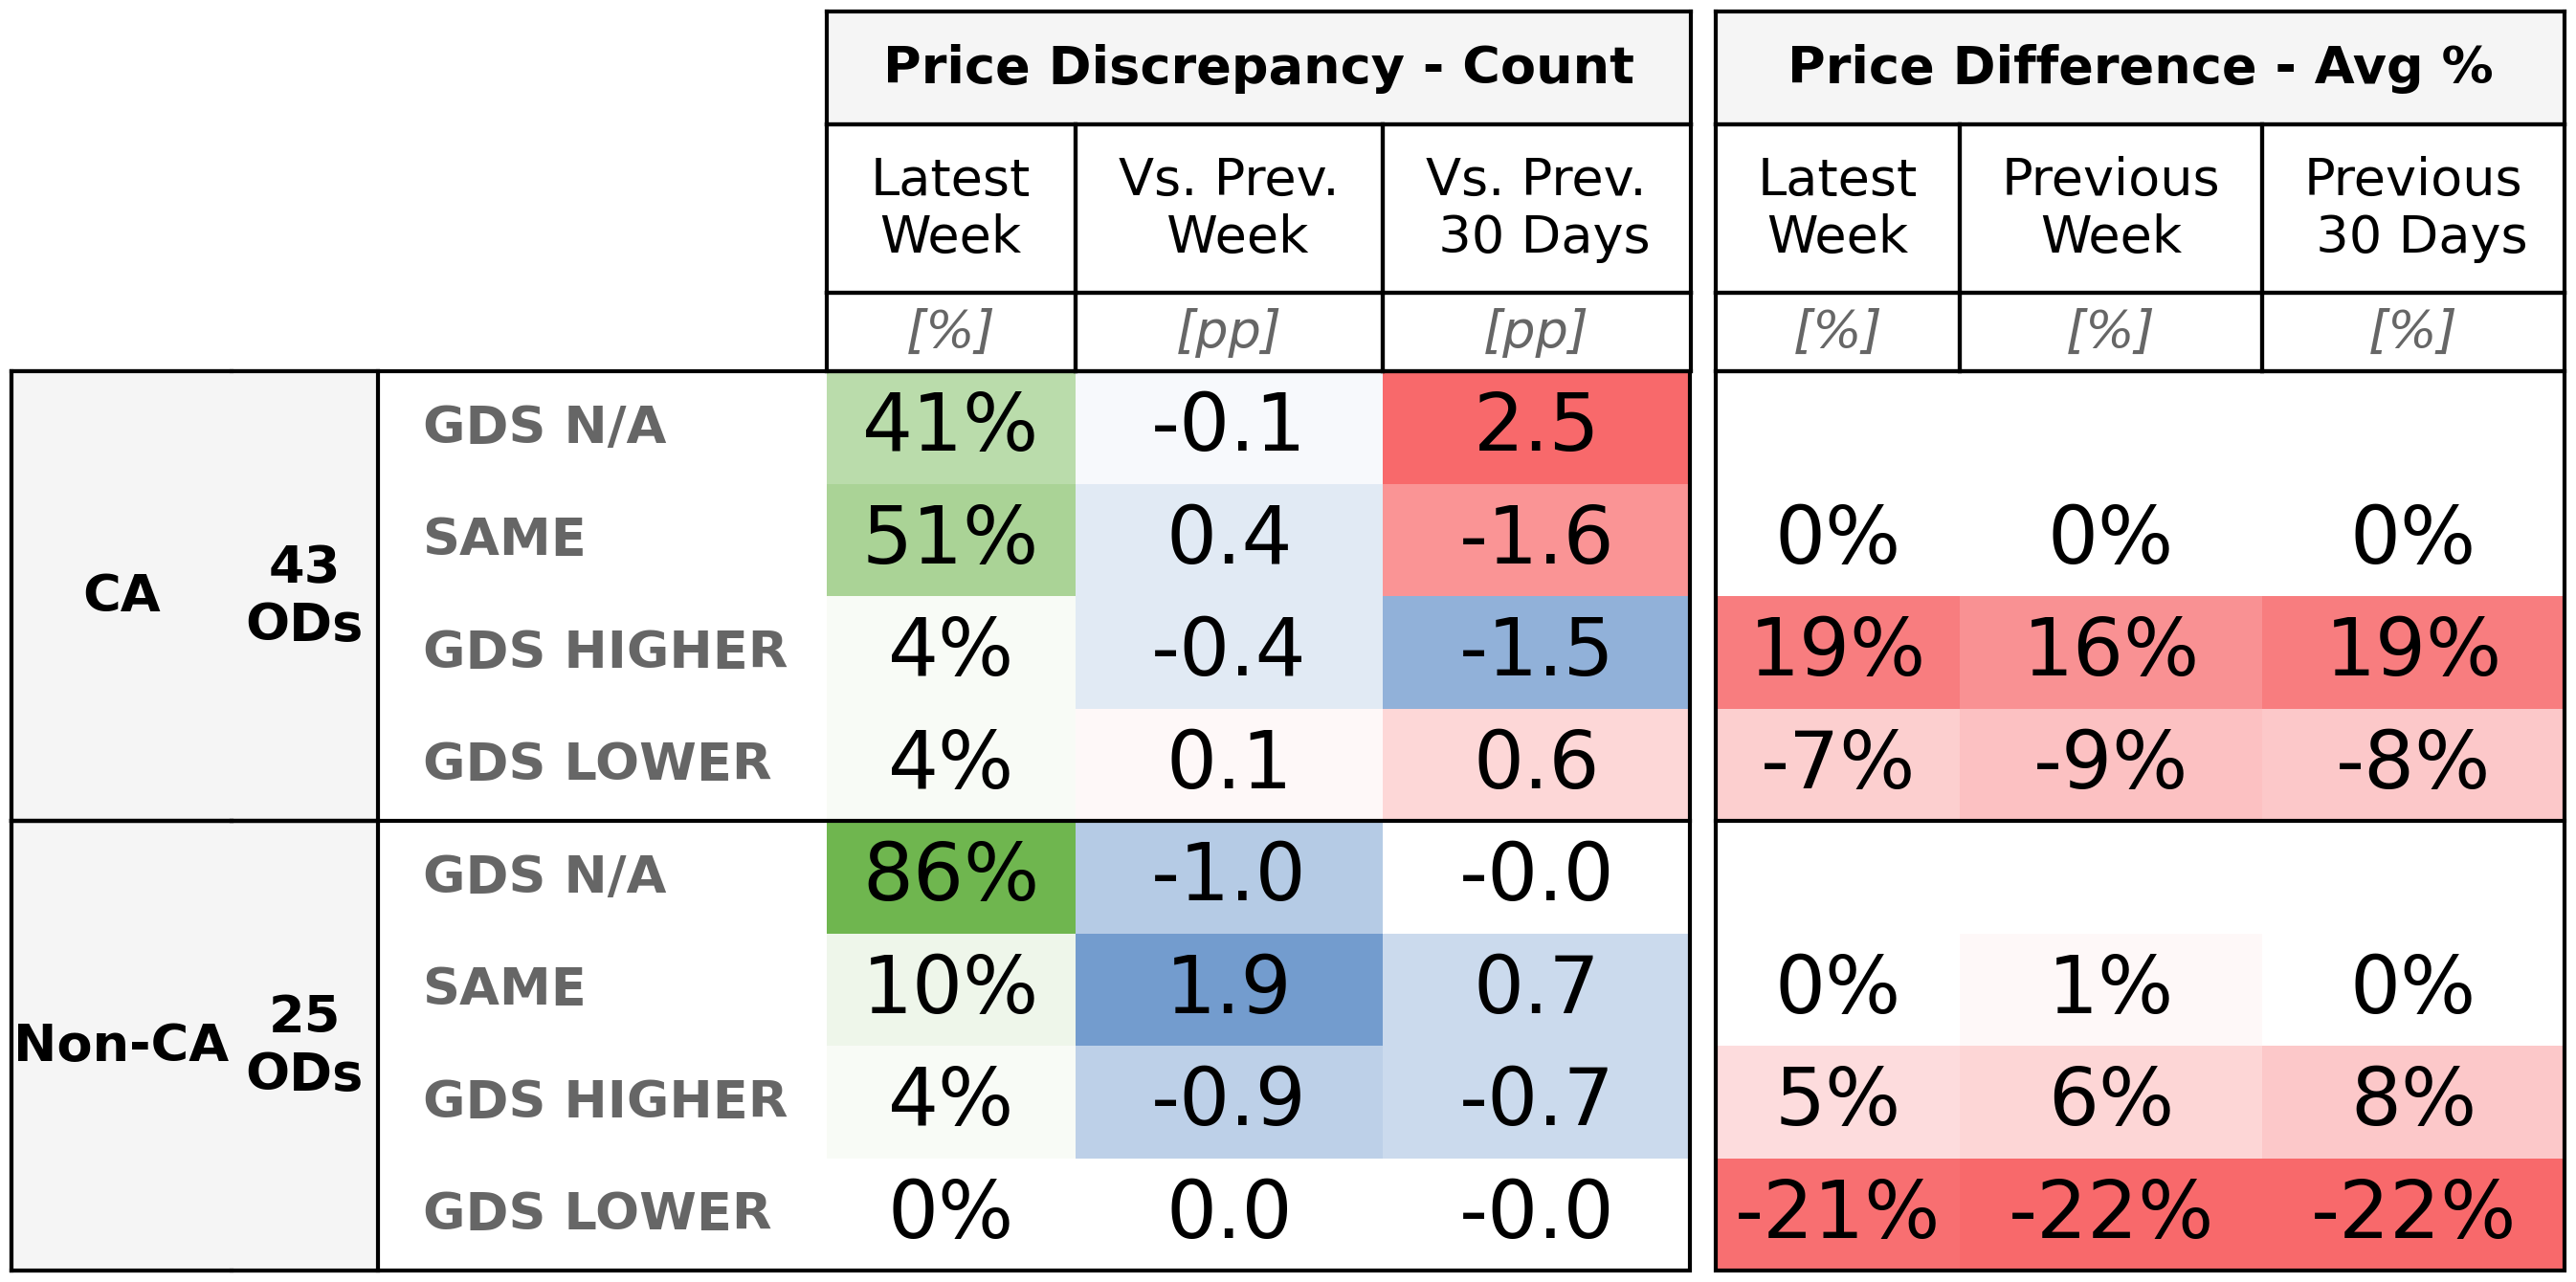 Price Discrepancy - Count Price Difference - Avg %
Latest Week Vs. Prev. Week Vs. Prev. 30 Days Latest Week Previous Week Previous 30 Days
[%] [pp] [pp] [%] [%] [%]
CA 43 ODs
GDS N/A 41% -0.1 2.5
SAME 51% 0.4 -1.6 0% 0% 0%
GDS HIGHER 4% -0.4 -1.5 19% 16% 19%
GDS LOWER 4% 0.1 0.6 -7% -9% -8%
Non-CA 25 ODs
GDS N/A 86% -1.0 -0.0
SAME 10% 1.9 0.7 0% 1% 0%
GDS HIGHER 4% -0.9 -0.7 5% 6% 8%
GDS LOWER 0% 0.0 -0.0 -21% -22% -22%